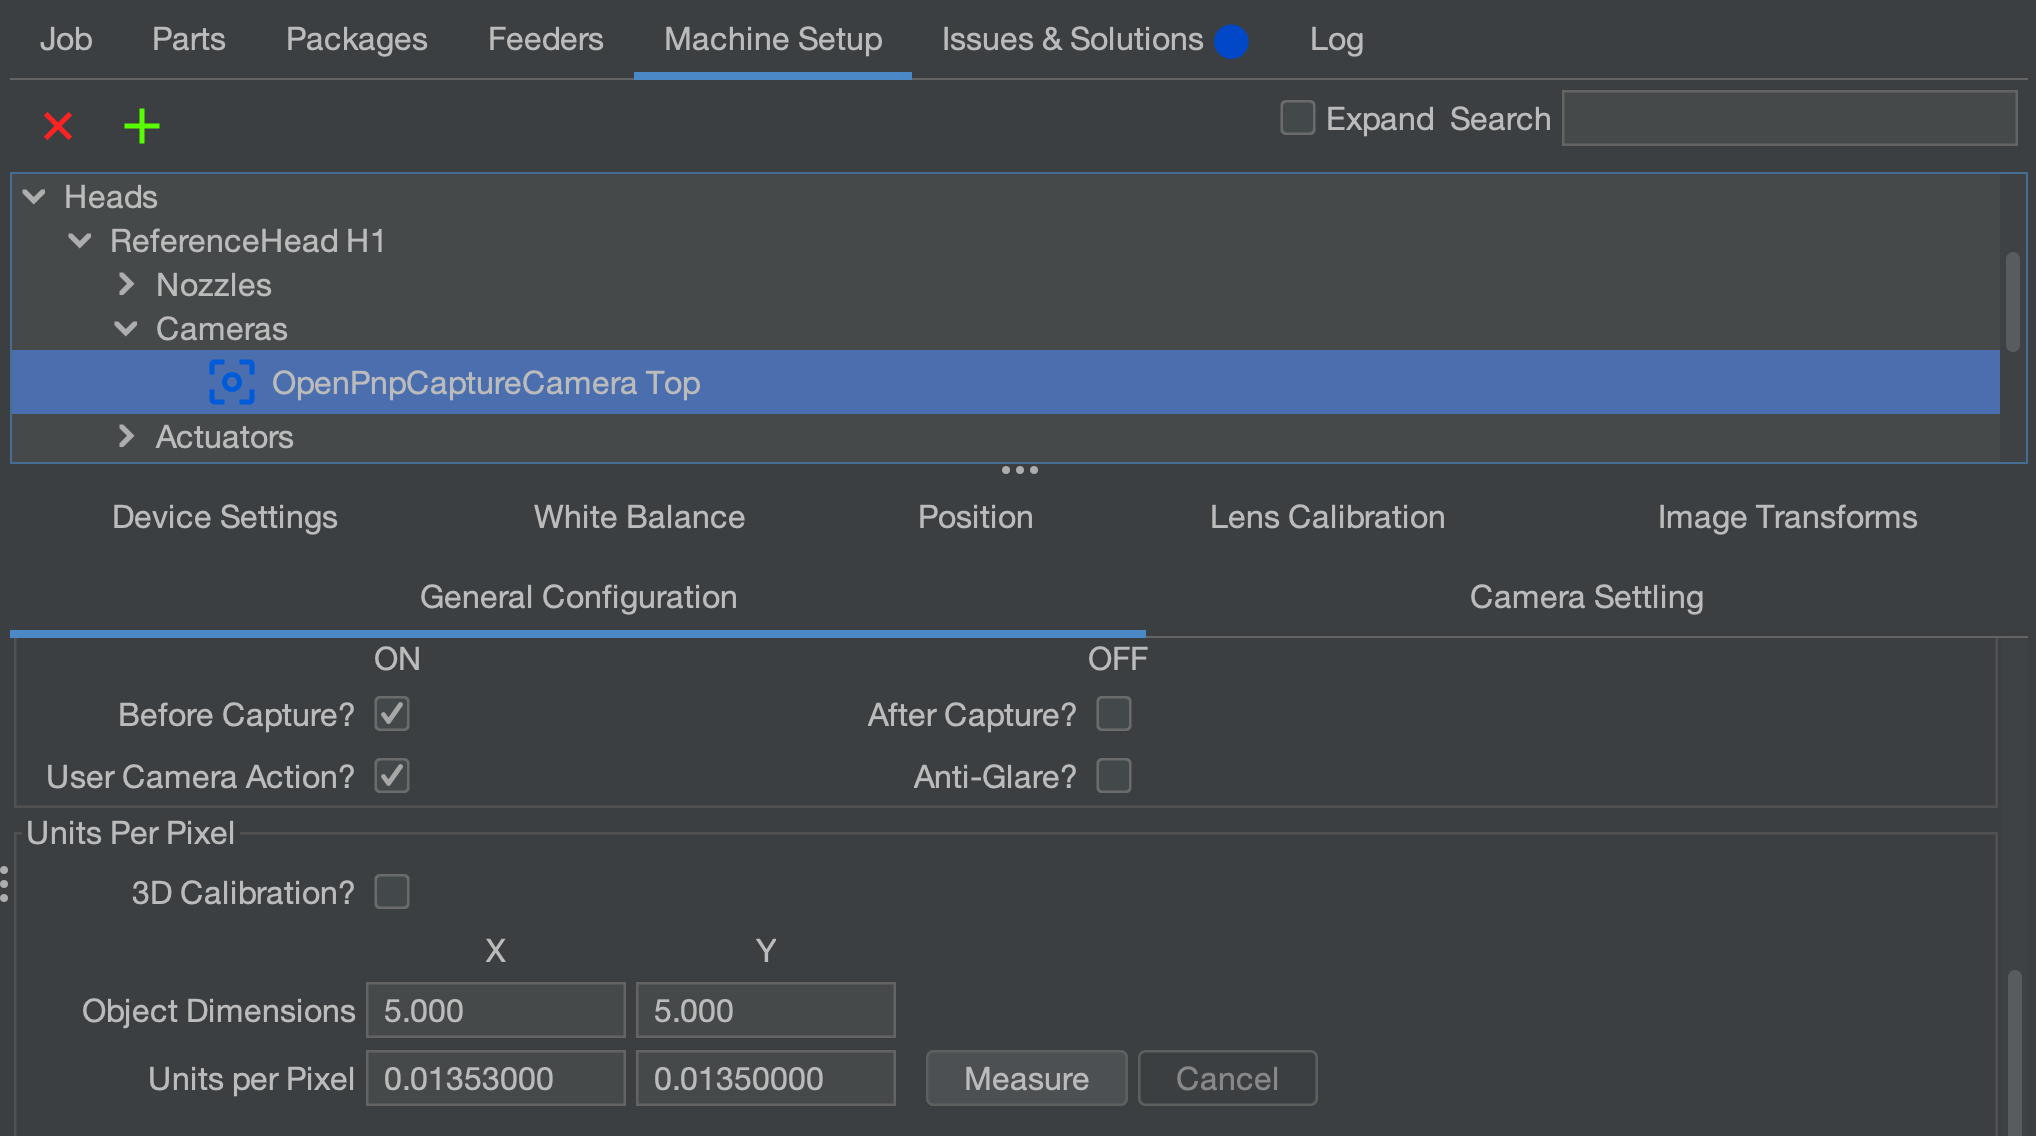 Job Parts Packages Feeders Machine Setup Issues & Solutions Log
Expand Search
Heads
ReferenceHead H1
Nozzles
Cameras
OpenPnpCaptureCamera Top
Actuators
Device Settings White Balance Position Lens Calibration Image Transforms
General Configuration Camera Settling
ON OFF
Before Capture? After Capture?
User Camera Action? Anti-Glare?
Units Per Pixel
3D Calibration?
X Y
Object Dimensions 5.000 5.000
Units per Pixel 0.01353000 0.01350000 Measure Cancel